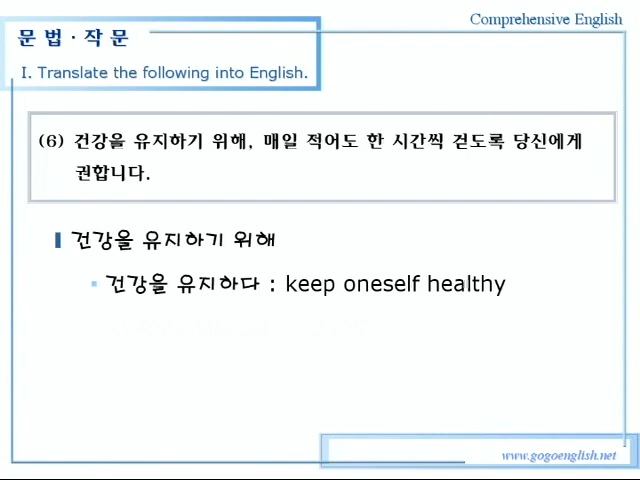 Comprehensive English
문 법 · 작 문
I. Translate the following into English.
(6) 건강을 유지하기 위해, 매일 적어도 한 시간씩 걷도록 당신에게
권합니다.
건강을 유지하기 위해
건강을 유지하다 : keep oneself healthy
www.gogoenglish.net